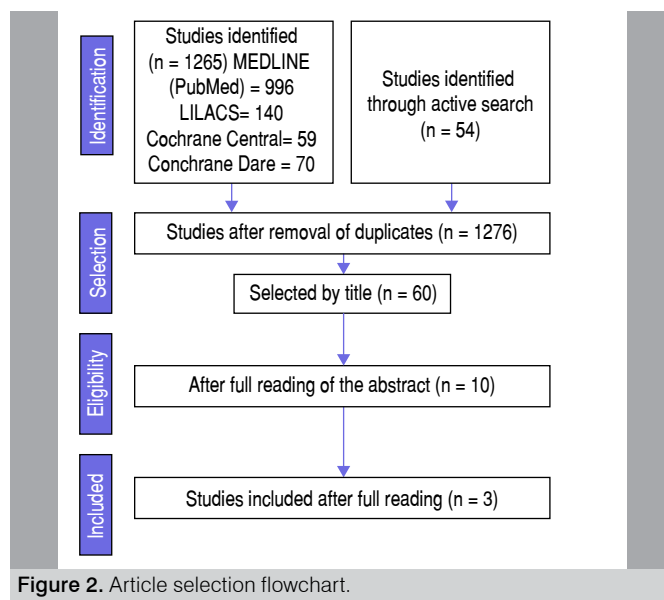 Identification
Studies identified
(n = 1265) MEDLINE
(PubMed) = 996
LILACS= 140
Cochrane Central= 59
Conchrane Dare = 70
Studies identified
through active search
(n = 54)
Selection
Studies after removal of duplicates (n = 1276)
Selected by title (n = 60)
Eligibility
After full reading of the abstract (n = 10)
Included
Studies included after full reading (n = 3)
Figure 2. Article selection flowchart.